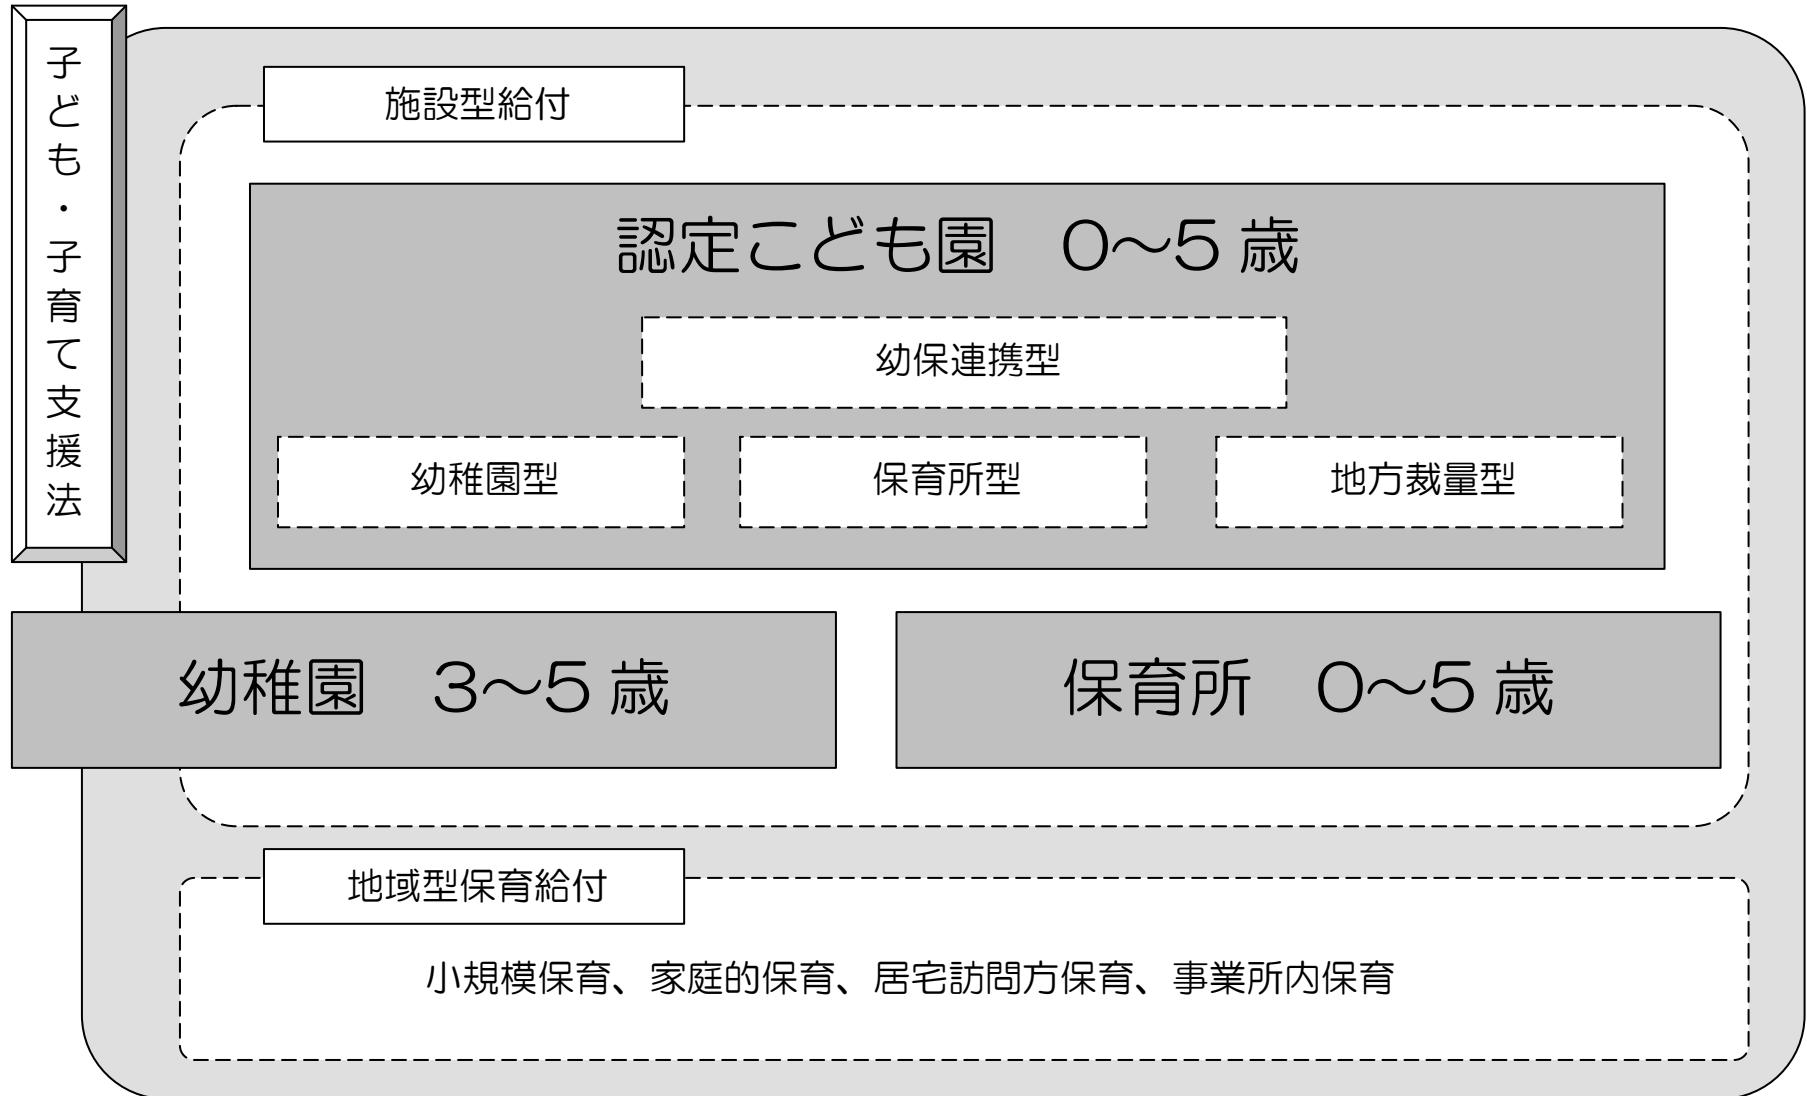 子ども・子育て支援法
施設型給付
認定こども園　0～5歳
幼保連携型
幼稚園型
保育所型
地方裁量型
幼稚園　3～5歳
保育所　0～5歳
地域型保育給付
小規模保育、家庭的保育、居宅訪問方保育、事業所内保育